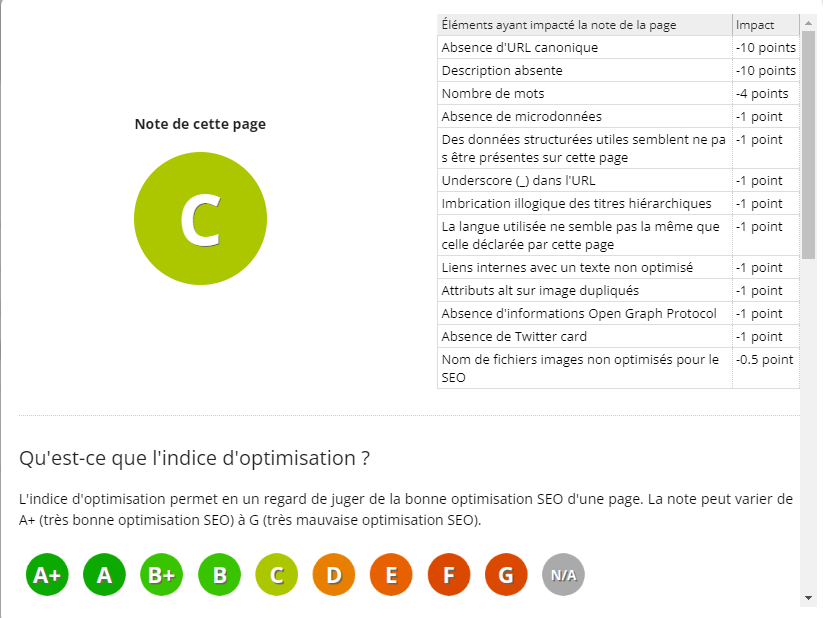 Éléments ayant impacté la note de la page Impact
Absence d'URL canonique -10 points
Description absente -10 points
Nombre de mots -4 points
Absence de microdonnées -1 point
Des données structurées utiles semblent ne pa -1 point
s être présentes sur cette page
Underscore (_) dans l'URL -1 point
Imbrication illogique des titres hiérarchiques -1 point
La langue utilisée ne semble pas la même que -1 point
celle déclarée par cette page
Liens internes avec un texte non optimisé -1 point
Attributs alt sur image dupliqués -1 point
Absence d'informations Open Graph Protocol -1 point
Absence de Twitter card -1 point
Nom de fichiers images non optimisés pour le -0.5 point
SEO
Note de cette page
C
Qu'est-ce que l'indice d'optimisation ?
L'indice d'optimisation permet en un regard de juger de la bonne optimisation SEO d'une page. La note peut varier de
A+ (très bonne optimisation SEO) à G (très mauvaise optimisation SEO).
A+ A B+ B C D E F G N/A